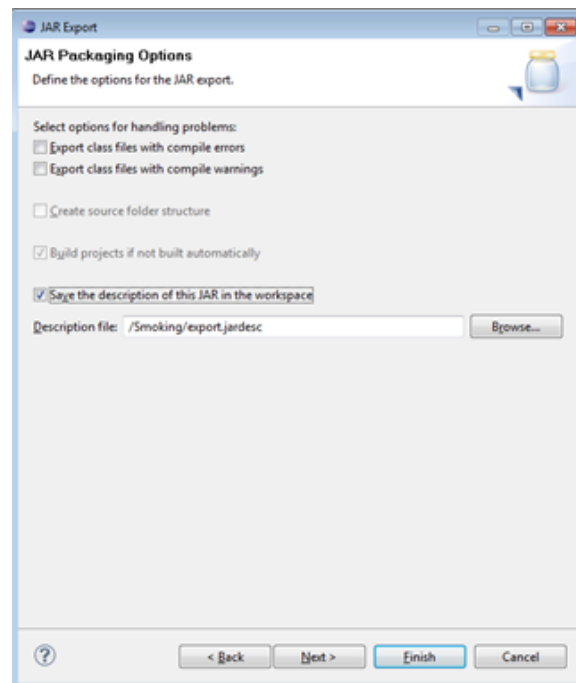 JAR Export
JAR Packaging Options
Define the options for the JAR export.
Select options for handling problems:
Export class files with compile errors
Export class files with compile warnings
Create source folder structure
Build projects if not built automatically
Save the description of this JAR in the workspace
Description file: /Smoking/export.jardesc Browse...
? < Back Next > Finish Cancel